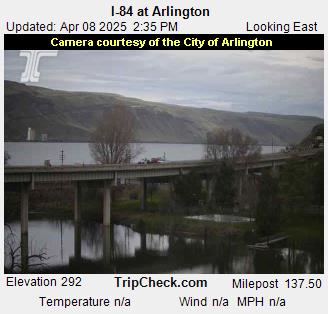 I-84 at Arlington
Updated: Apr 08 2025 2:35 PM Looking East
Camera courtesy of the City of Arlington
Elevation 292 TripCheck.com Milepost 137.50
Temperature n/a Wind n/a MPH n/a